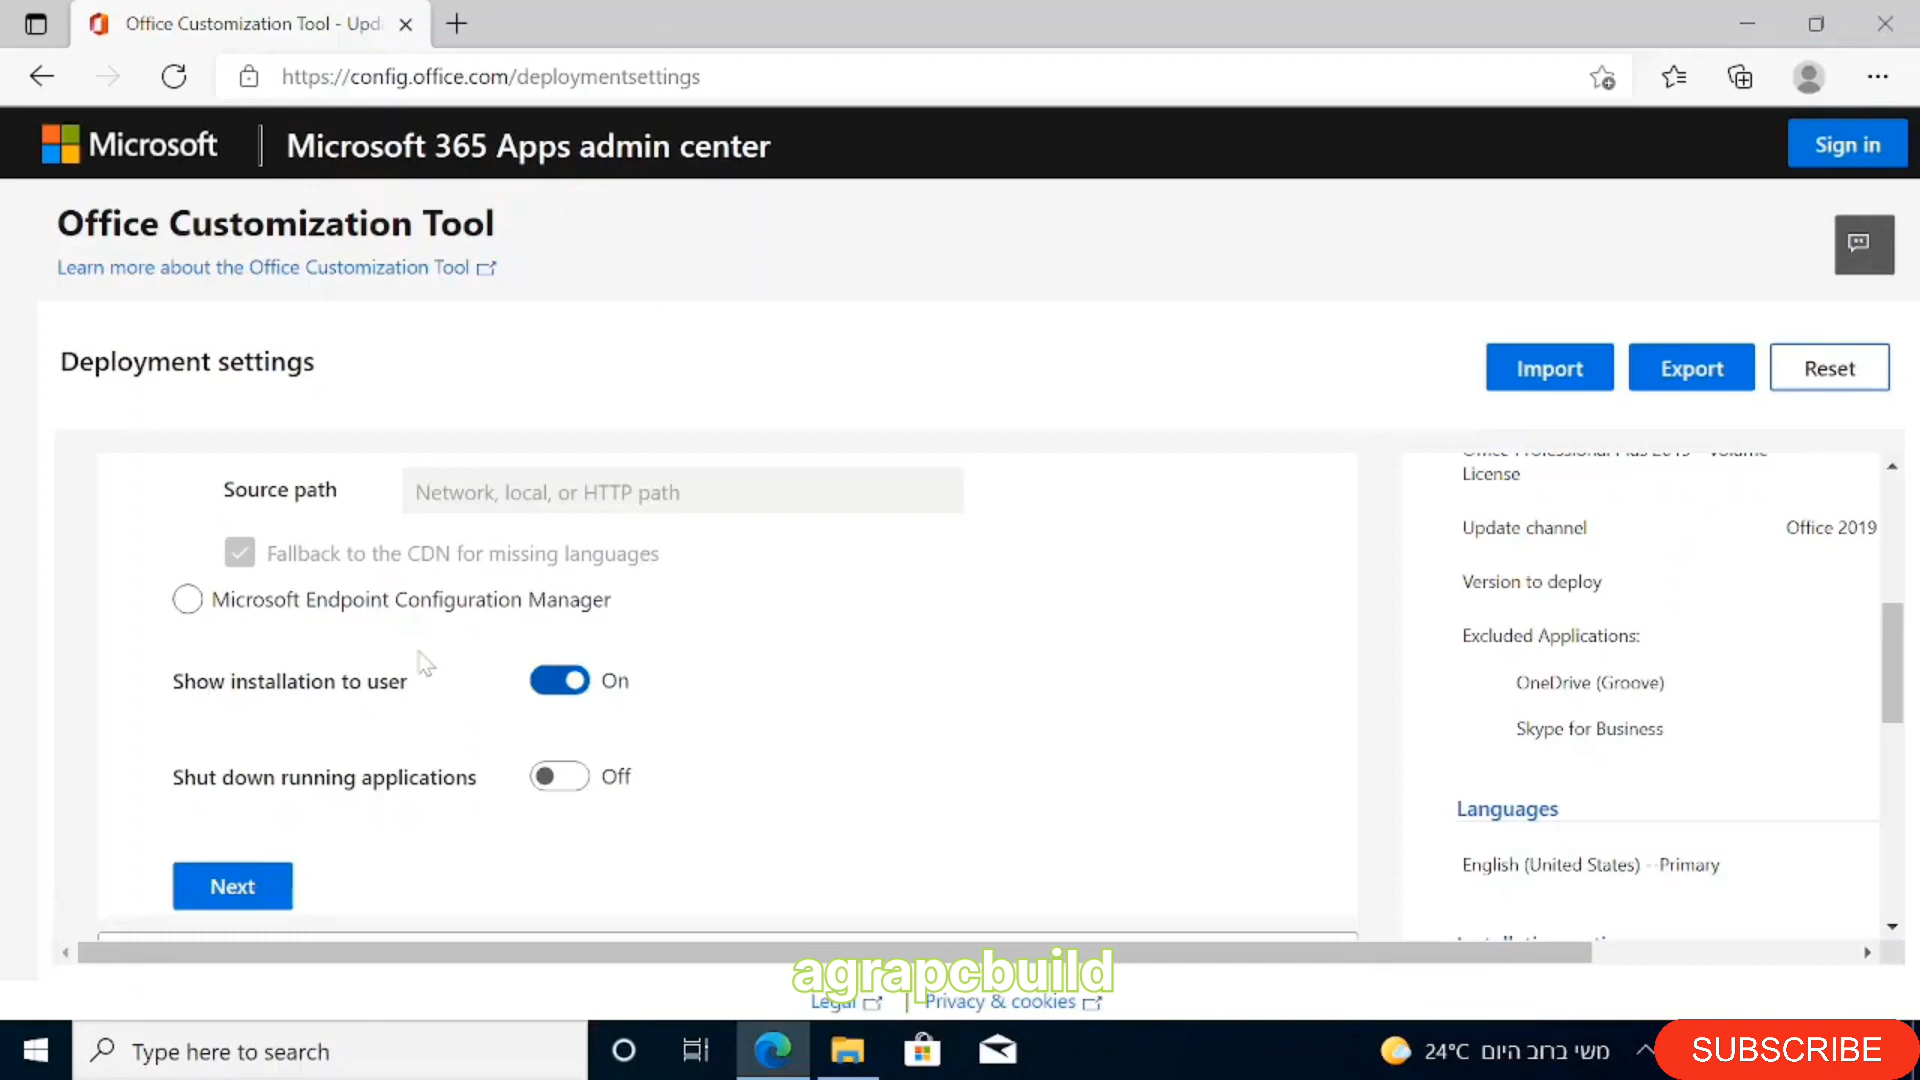 Office Customization Tool - Upd
https://config.office.com/deploymentsettings
Microsoft
Microsoft 365 Apps admin center
Sign in
Office Customization Tool
Learn more about the Office Customization Tool
Deployment settings
Import
Export
Reset
Source path
Network, local, or HTTP path
Fallback to the CDN for missing languages
Microsoft Endpoint Configuration Manager
Show installation to user
On
Shut down running applications
Off
Next
License
Update channel
Office 2019
Version to deploy
Excluded Applications:
OneDrive (Groove)
Skype for Business
Languages
English (United States) - Primary
agrapcbuild
Legal
Privacy & cookies
Type here to search
24°C
משי ברוב היום
SUBSCRIBE